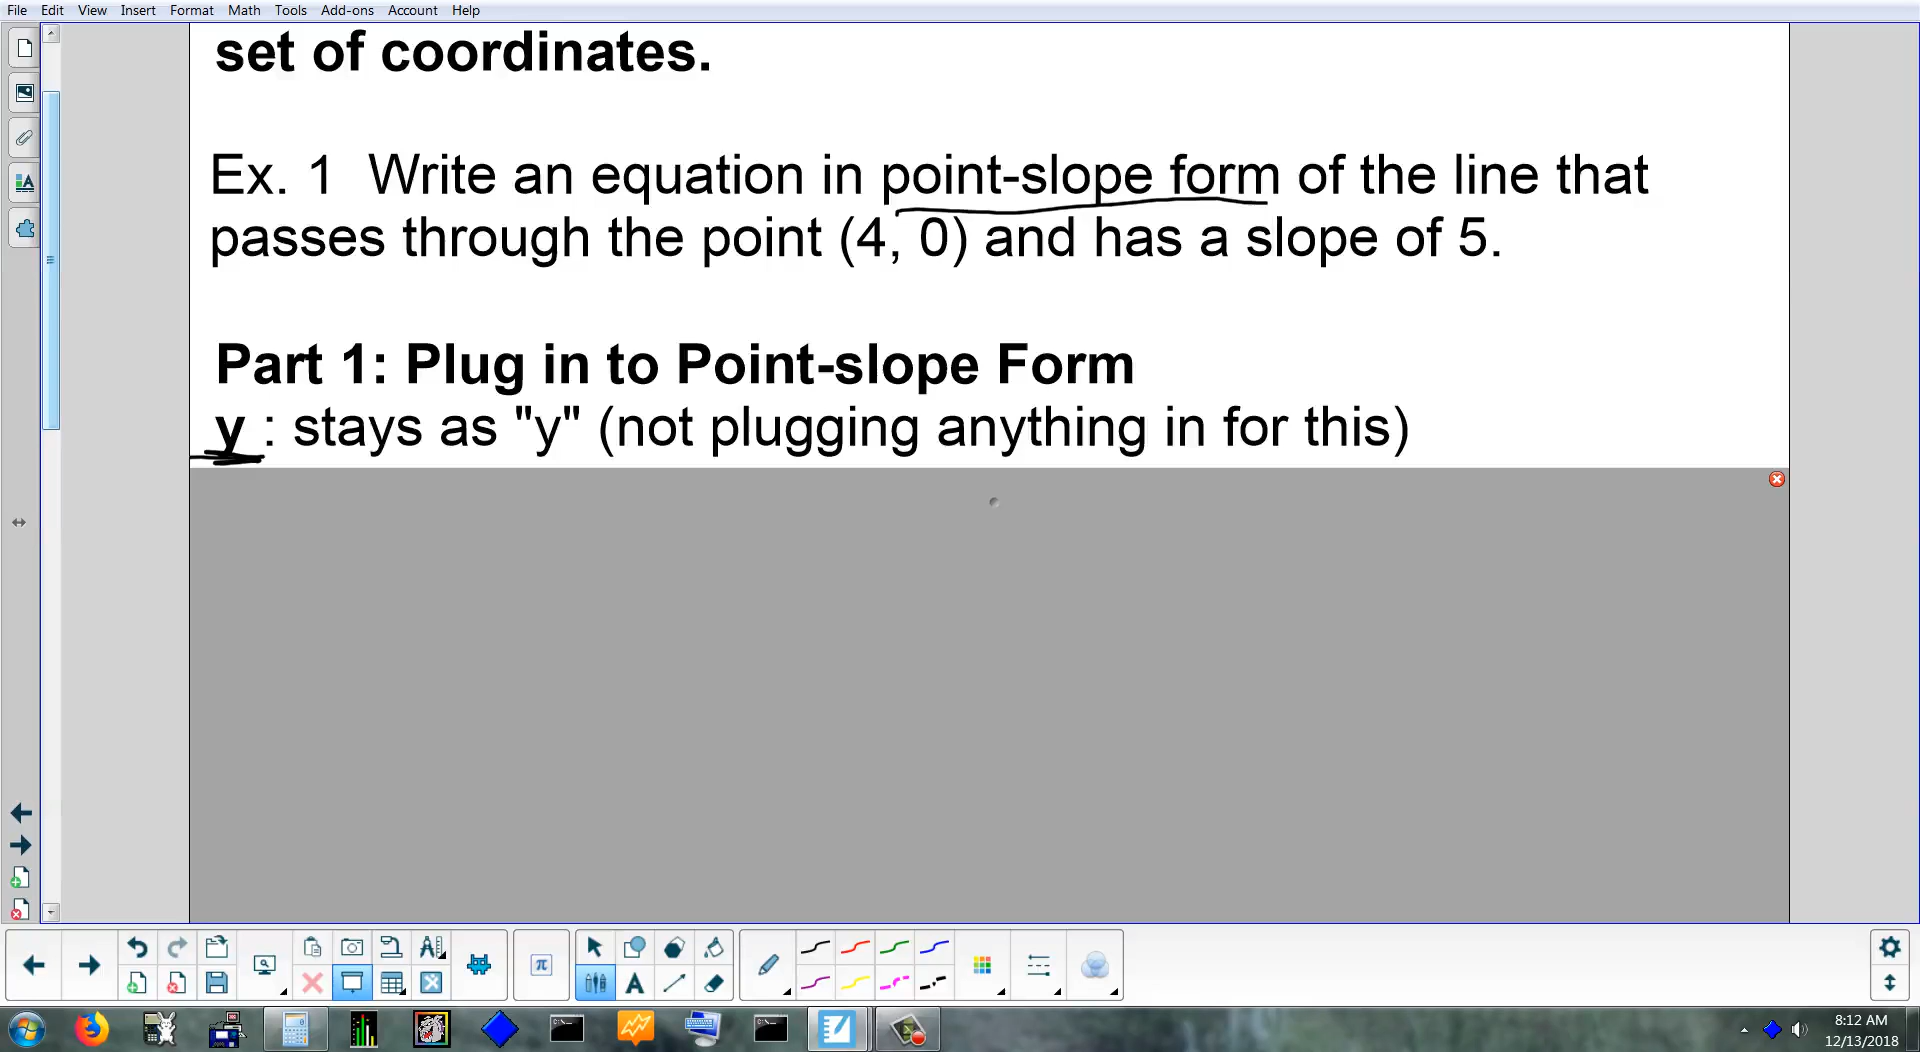 File Edit View Insert Format Math Tools Add-ons Account Help
set of coordinates.
Ex. 1 Write an equation in point-slope form of the line that
passes through the point (4, 0) and has a slope of 5.
Part 1: Plug in to Point-slope Form
y : stays as "y" (not plugging anything in for this)
8:12 AM
12/13/2018